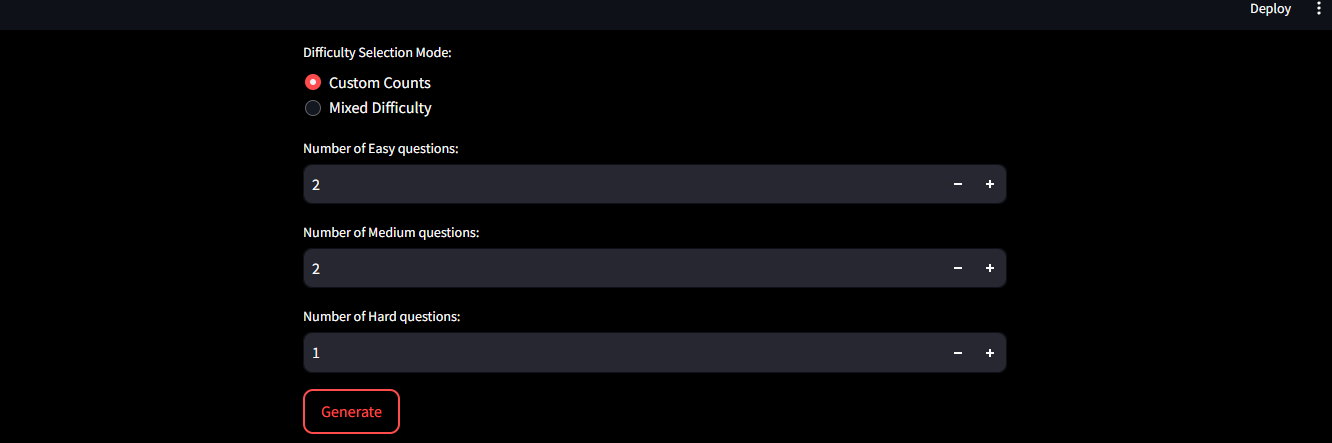 Deploy
Difficulty Selection Mode:
Custom Counts
Mixed Difficulty
Number of Easy questions:
2
Number of Medium questions:
2
Number of Hard questions:
1
Generate